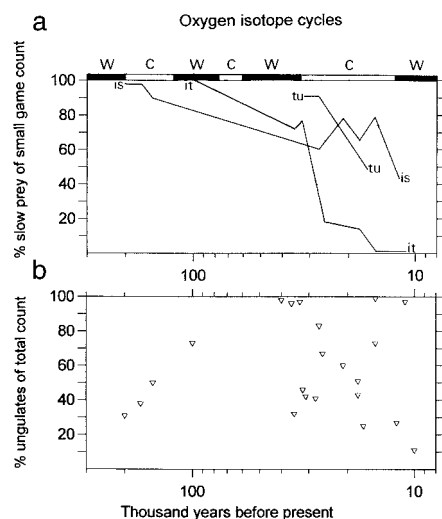 Oxygen isotope cycles
a
W C W C W C W
% slow prey of small game count
100
80
60
40
20
is
it
tu
tu
is
it
100
10
b
% ungulates of total count
100
80
60
40
20
100
10
Thousand years before present